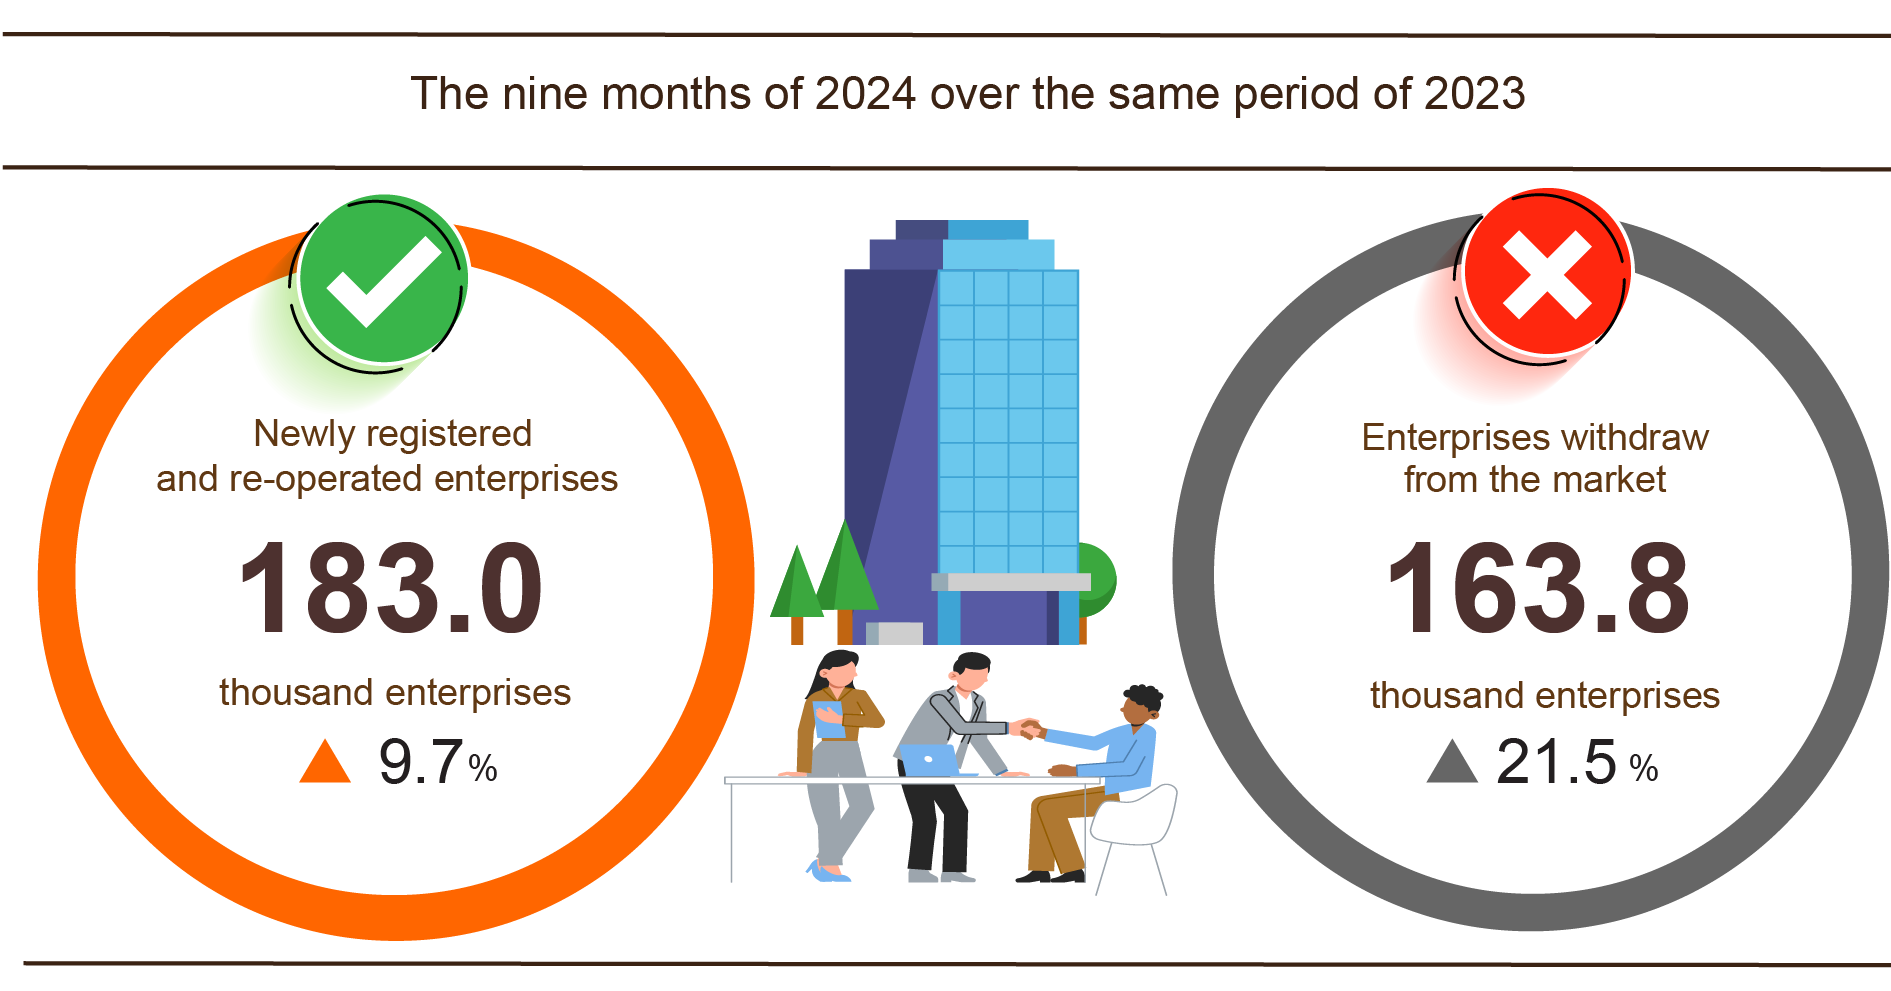 The nine months of 2024 over the same period of 2023
Newly registered
and re-operated enterprises
183.0
thousand enterprises
9.7%
Enterprises withdraw
from the market
163.8
thousand enterprises
21.5 %